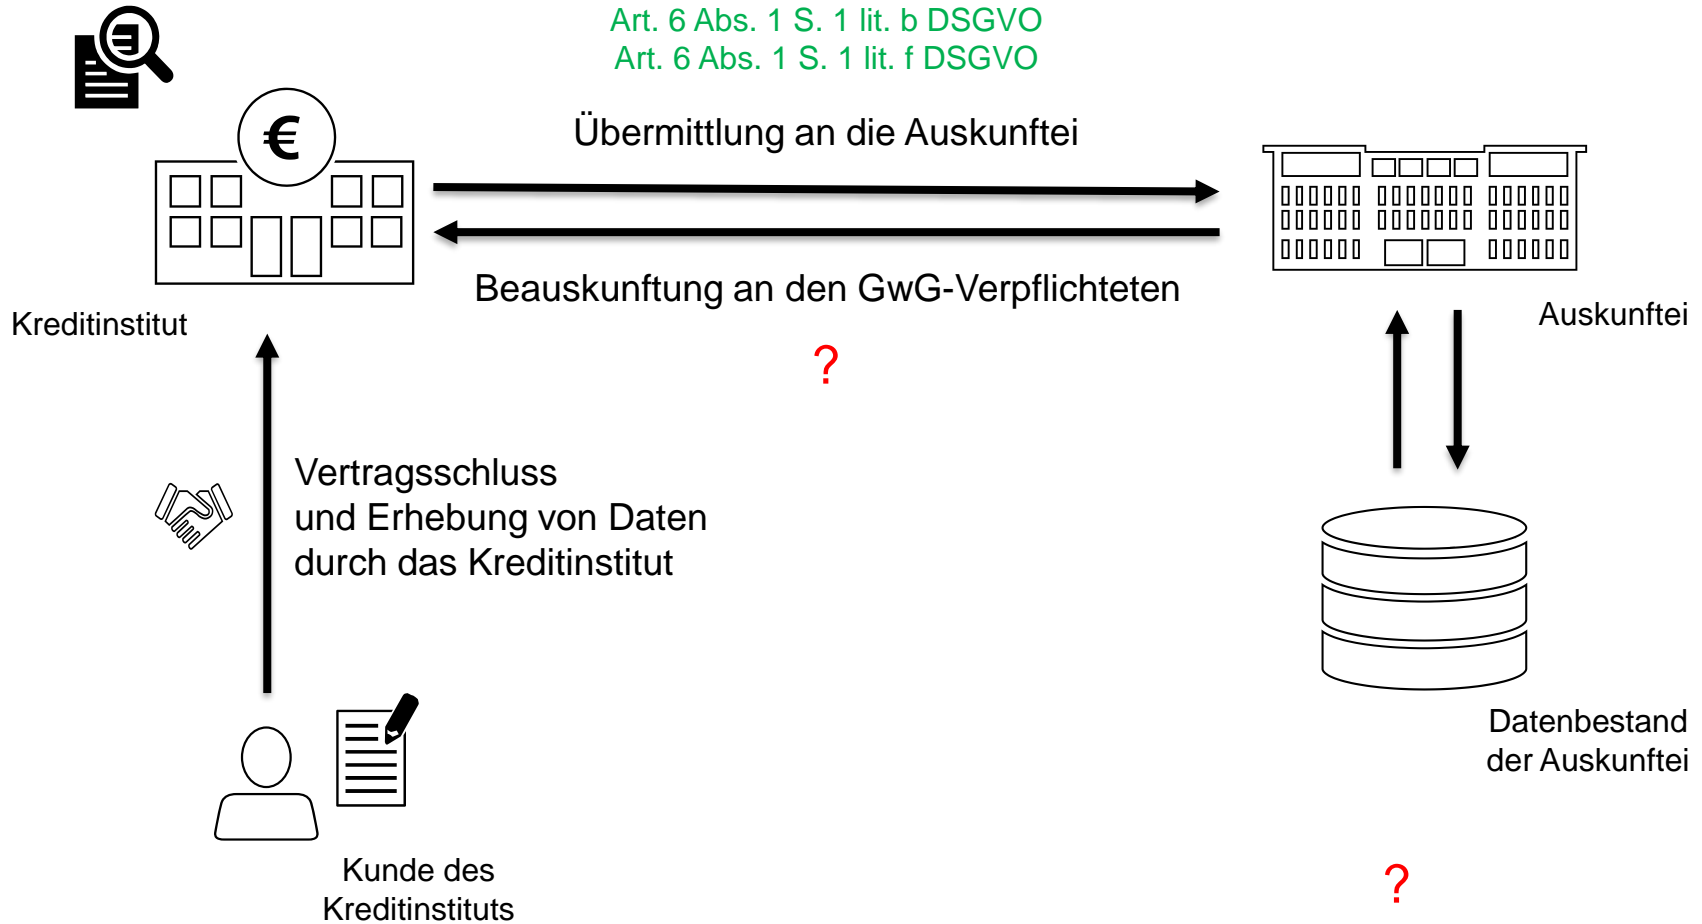 Art. 6 Abs. 1 S. 1 lit. b DSGVO
Art. 6 Abs. 1 S. 1 lit. f DSGVO
€
Übermittlung an die Auskunftei
Beauskunftung an den GwG-Verpflichteten
Kreditinstitut
Auskunftei
?
Vertragsschluss
und Erhebung von Daten
durch das Kreditinstitut
Datenbestand
der Auskunftei
Kunde des
Kreditinstituts
?